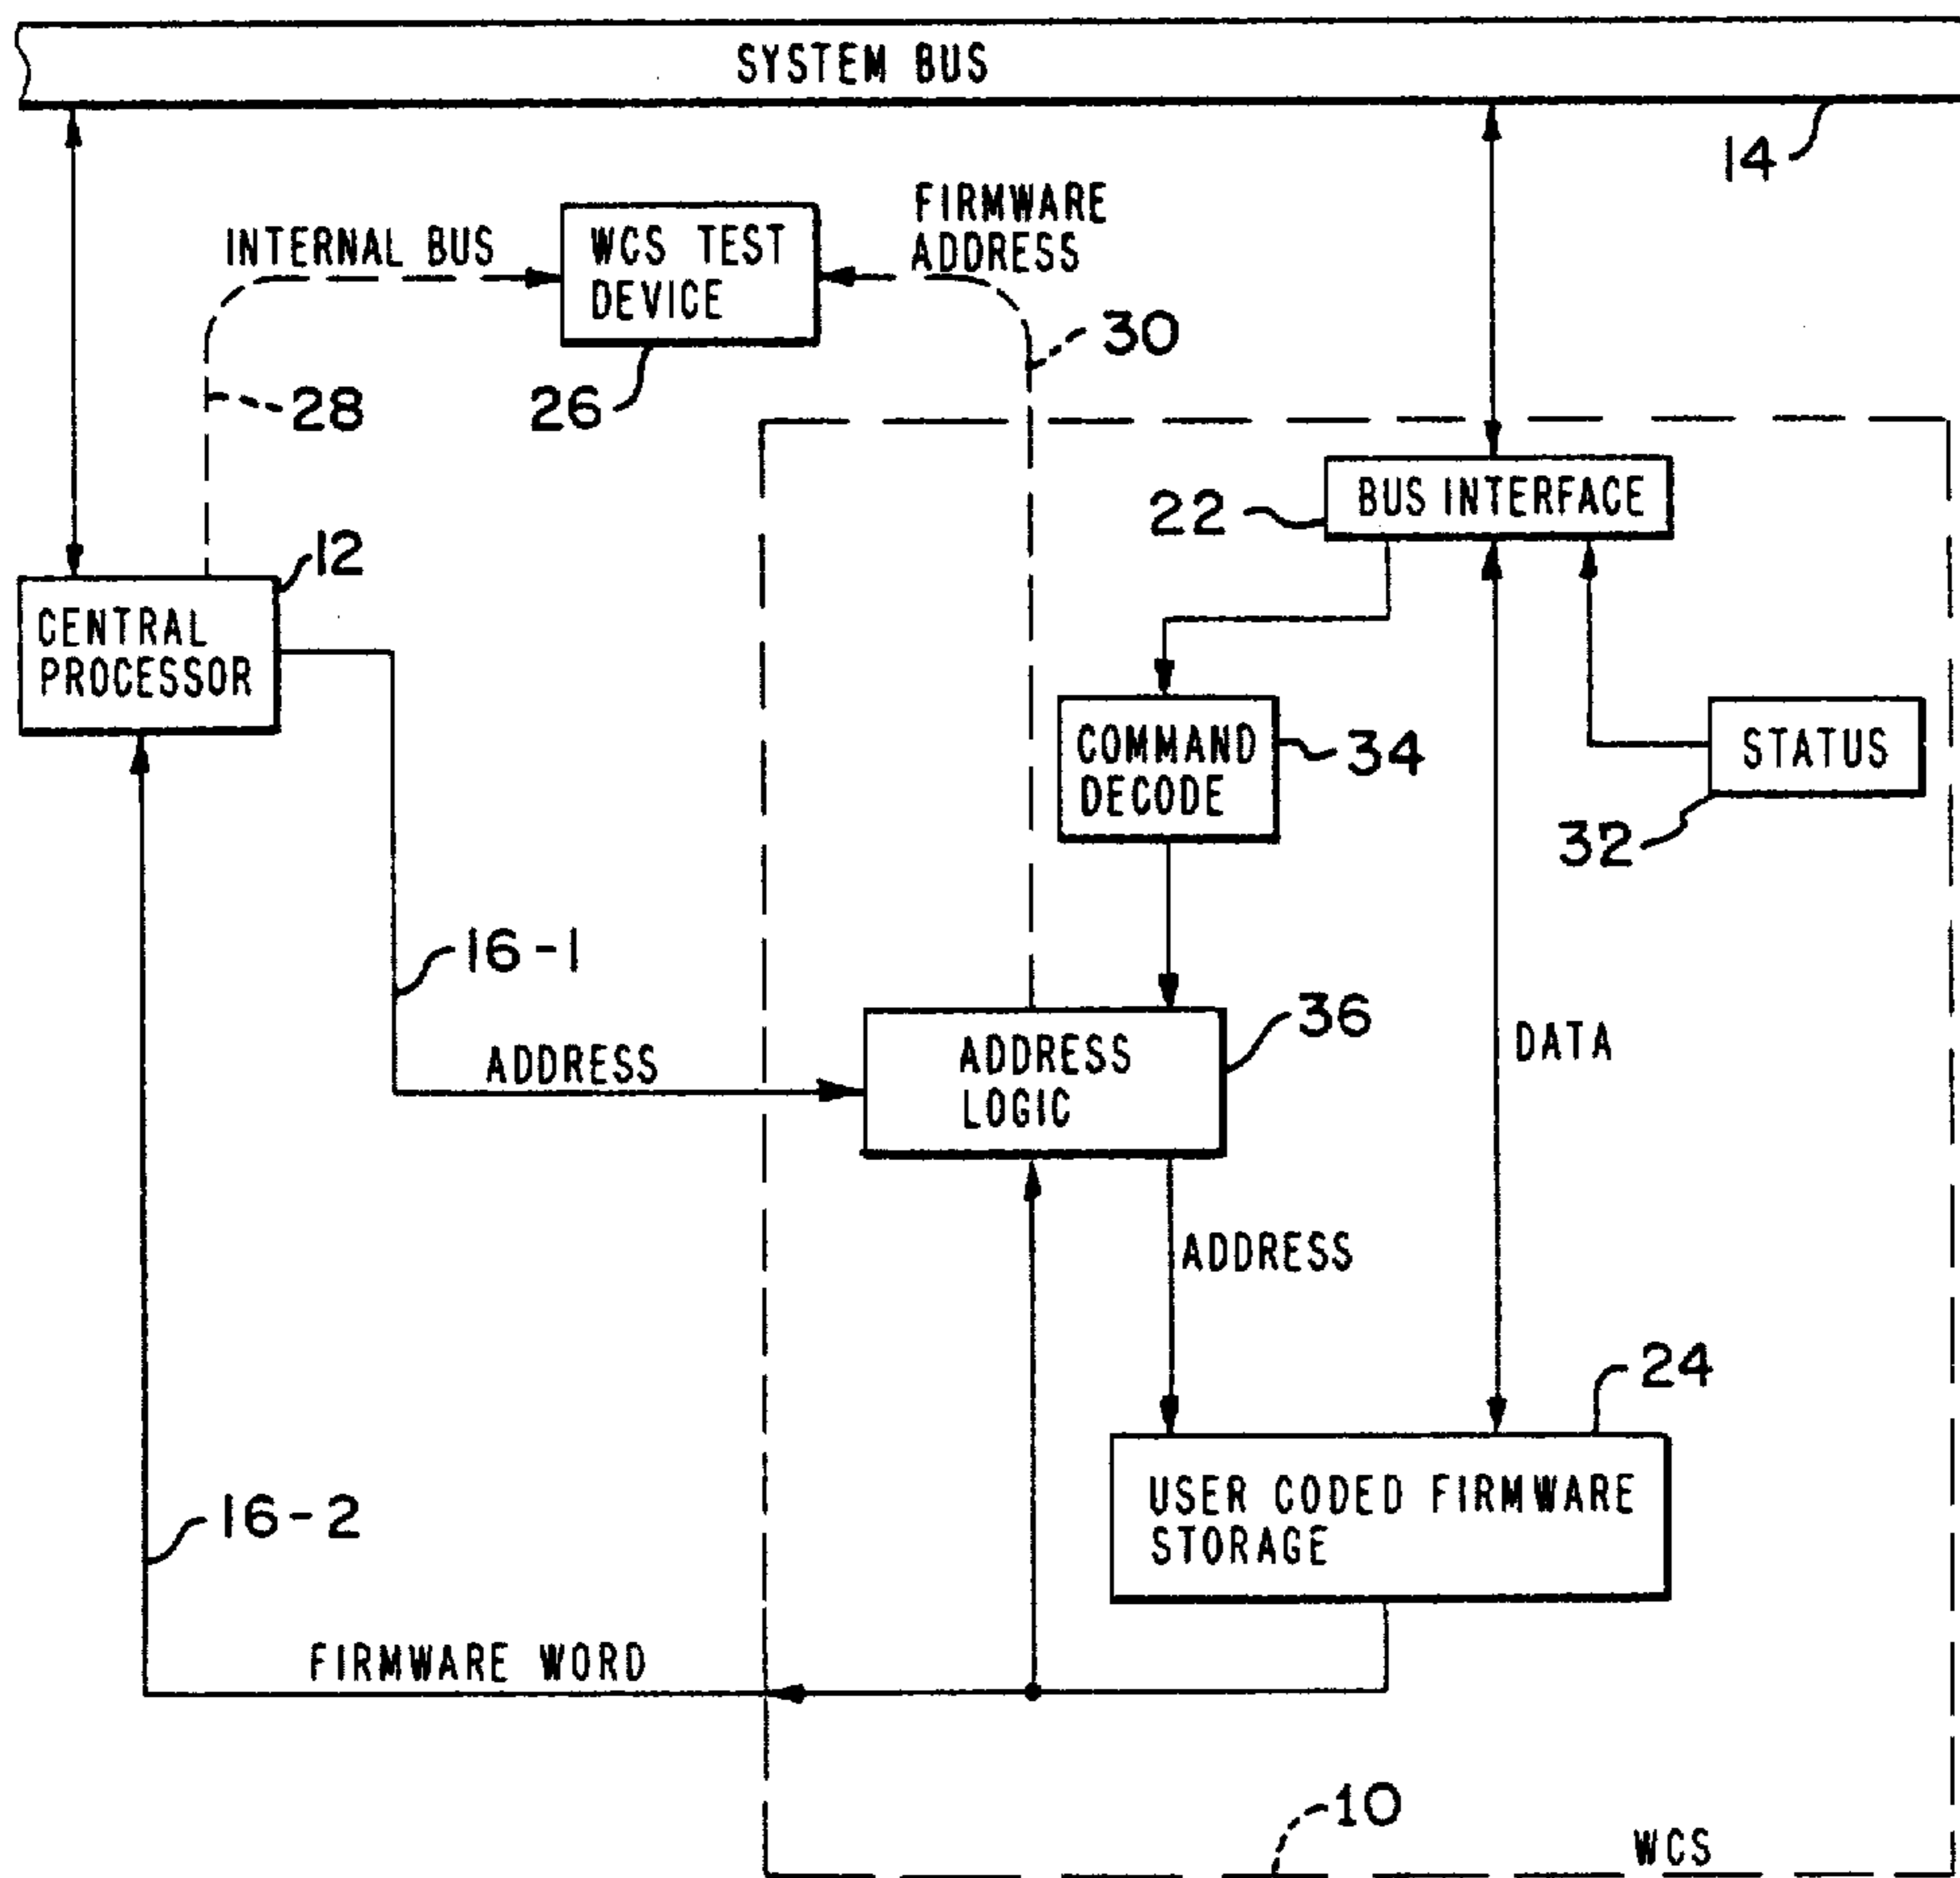 SYSTEM BUS
14
INTERNAL BUS
WCS TEST
DEVICE
FIRMWARE
ADDRESS
26
28
30
22
BUS INTERFACE
12
CENTRAL
PROCESSOR
COMMAND
DECODE
34
STATUS
32
16-1
ADDRESS
ADDRESS
LOGIC
36
DATA
ADDRESS
24
USER CODED FIRMWARE
STORAGE
16-2
FIRMWARE WORD
10
WCS